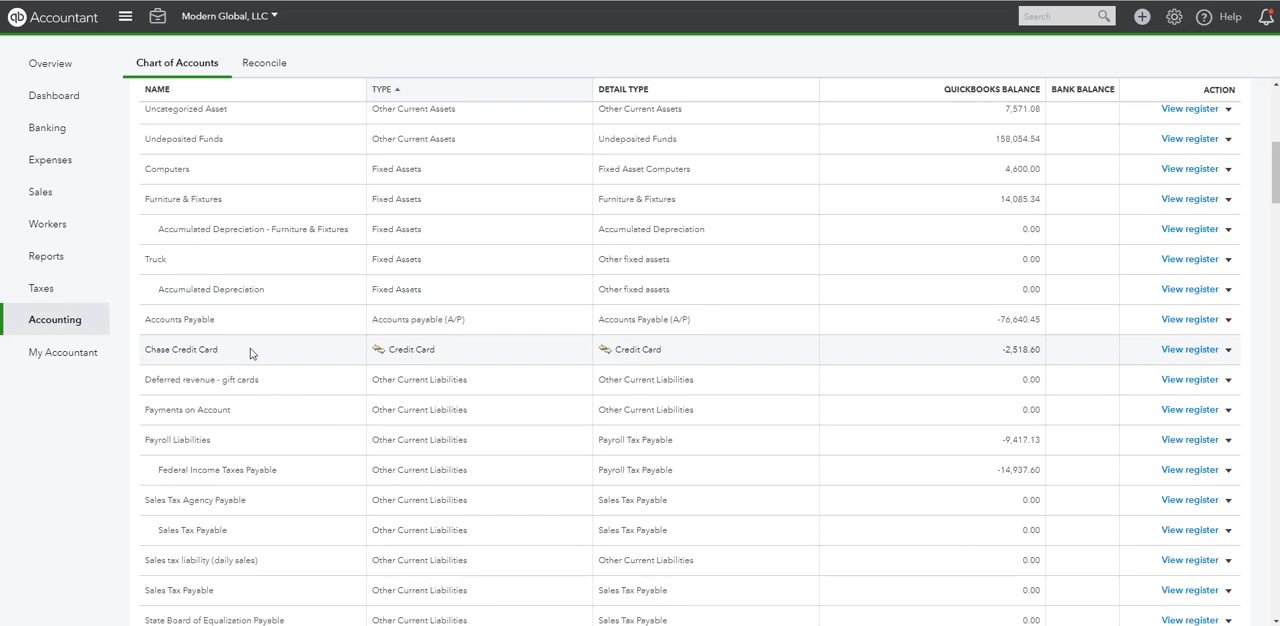 qb Accountant Modern Global, LLC Search Help
Overview
Dashboard
Banking
Expenses
Sales
Workers
Reports
Taxes
Accounting
My Accountant
Chart of Accounts Reconcile
NAME TYPE DETAIL TYPE QUICKBOOKS BALANCE BANK BALANCE ACTION
Uncategorized Asset Other Current Assets Other Current Assets 7,571.08 View register
Undeposited Funds Other Current Assets Undeposited Funds 158,054.54 View register
Computers Fixed Assets Fixed Asset Computers 4,600.00 View register
Furniture & Fixtures Fixed Assets Furniture & Fixtures 14,085.34 View register
Accumulated Depreciation - Furniture & Fixtures Fixed Assets Accumulated Depreciation 0.00 View register
Truck Fixed Assets Other fixed assets 0.00 View register
Accumulated Depreciation Fixed Assets Other fixed assets 0.00 View register
Accounts Payable Accounts payable (A/P) Accounts Payable (A/P) -76,640.45 View register
Chase Credit Card Credit Card Credit Card -2,518.60 View register
Deferred revenue - gift cards Other Current Liabilities Other Current Liabilities 0.00 View register
Payments on Account Other Current Liabilities Other Current Liabilities 0.00 View register
Payroll Liabilities Other Current Liabilities Payroll Tax Payable -9,417.13 View register
Federal Income Taxes Payable Other Current Liabilities Payroll Tax Payable -14,937.60 View register
Sales Tax Agency Payable Other Current Liabilities Sales Tax Payable 0.00 View register
Sales Tax Payable Other Current Liabilities Sales Tax Payable 0.00 View register
Sales tax liability (daily sales) Other Current Liabilities Other Current Liabilities 0.00 View register
Sales Tax Payable Other Current Liabilities Sales Tax Payable 0.00 View register
State Board of Equalization Payable Other Current Liabilities Sales Tax Payable 0.00 View register